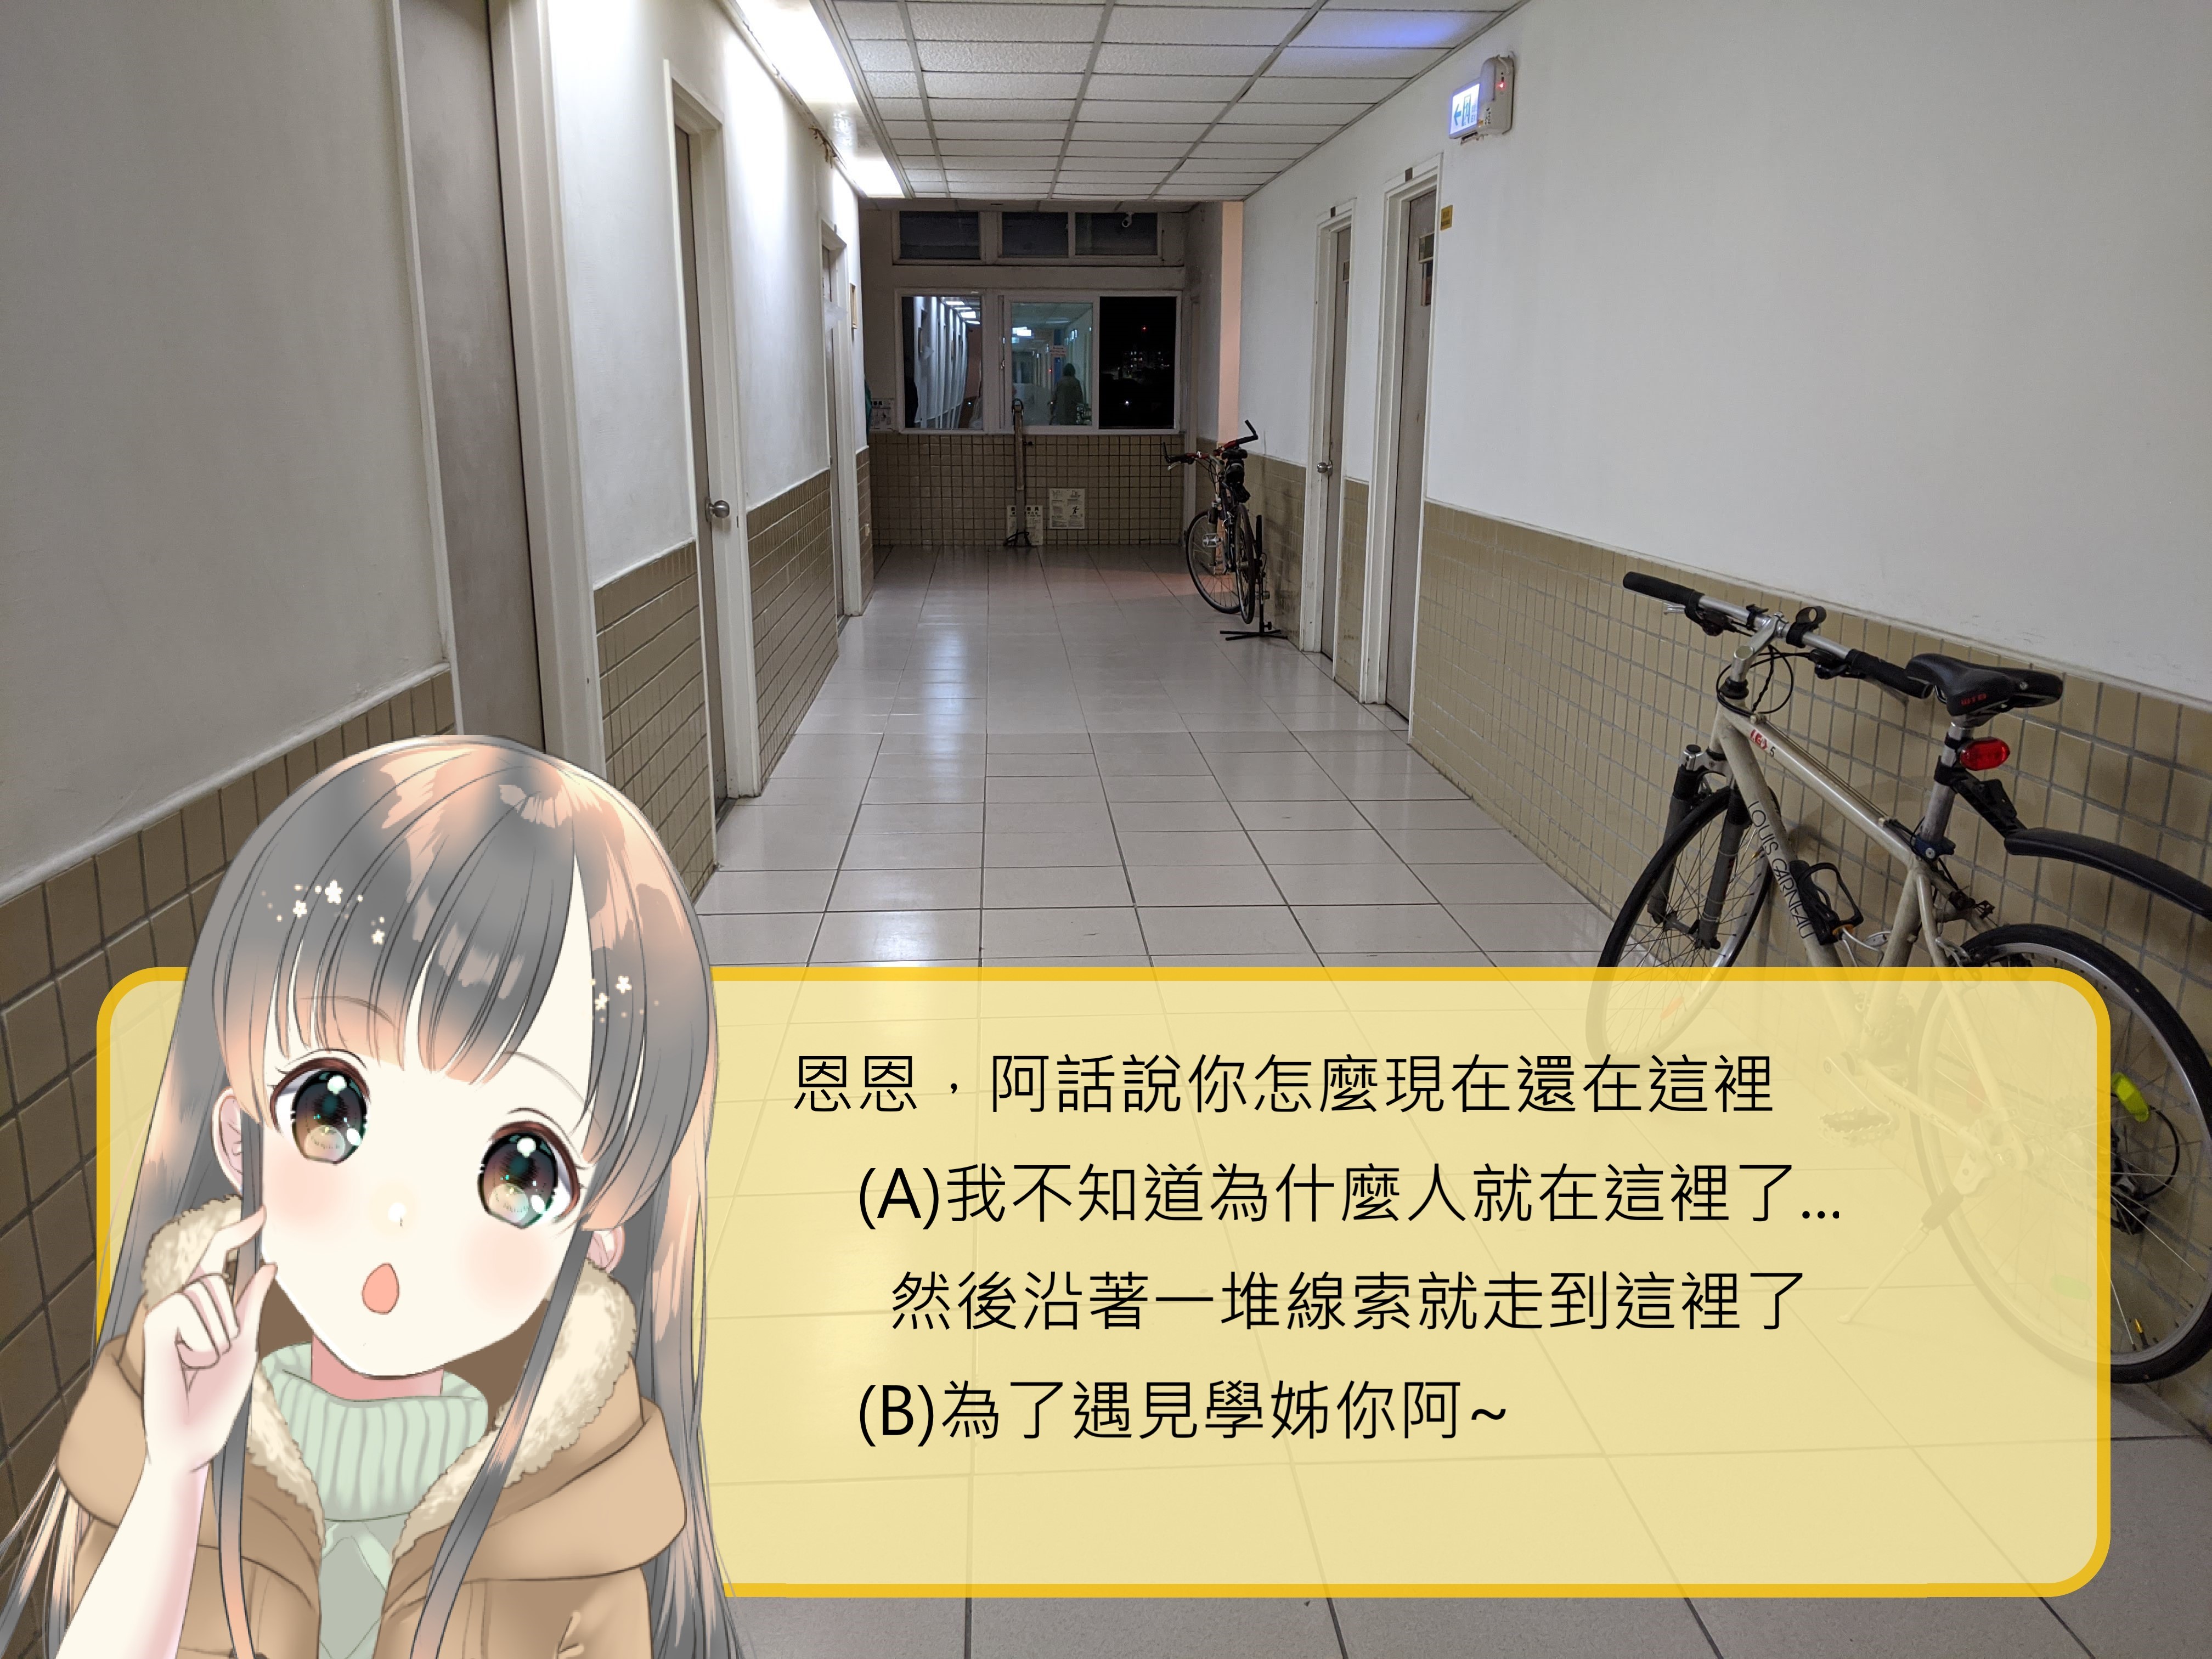 恩恩，阿話說你怎麼現在還在這裡
(A)我不知道為什麼人就在這裡了...
然後沿著一堆線索就走到這裡了
(B)為了遇見學姊你阿~
LOUIS GARNEAU